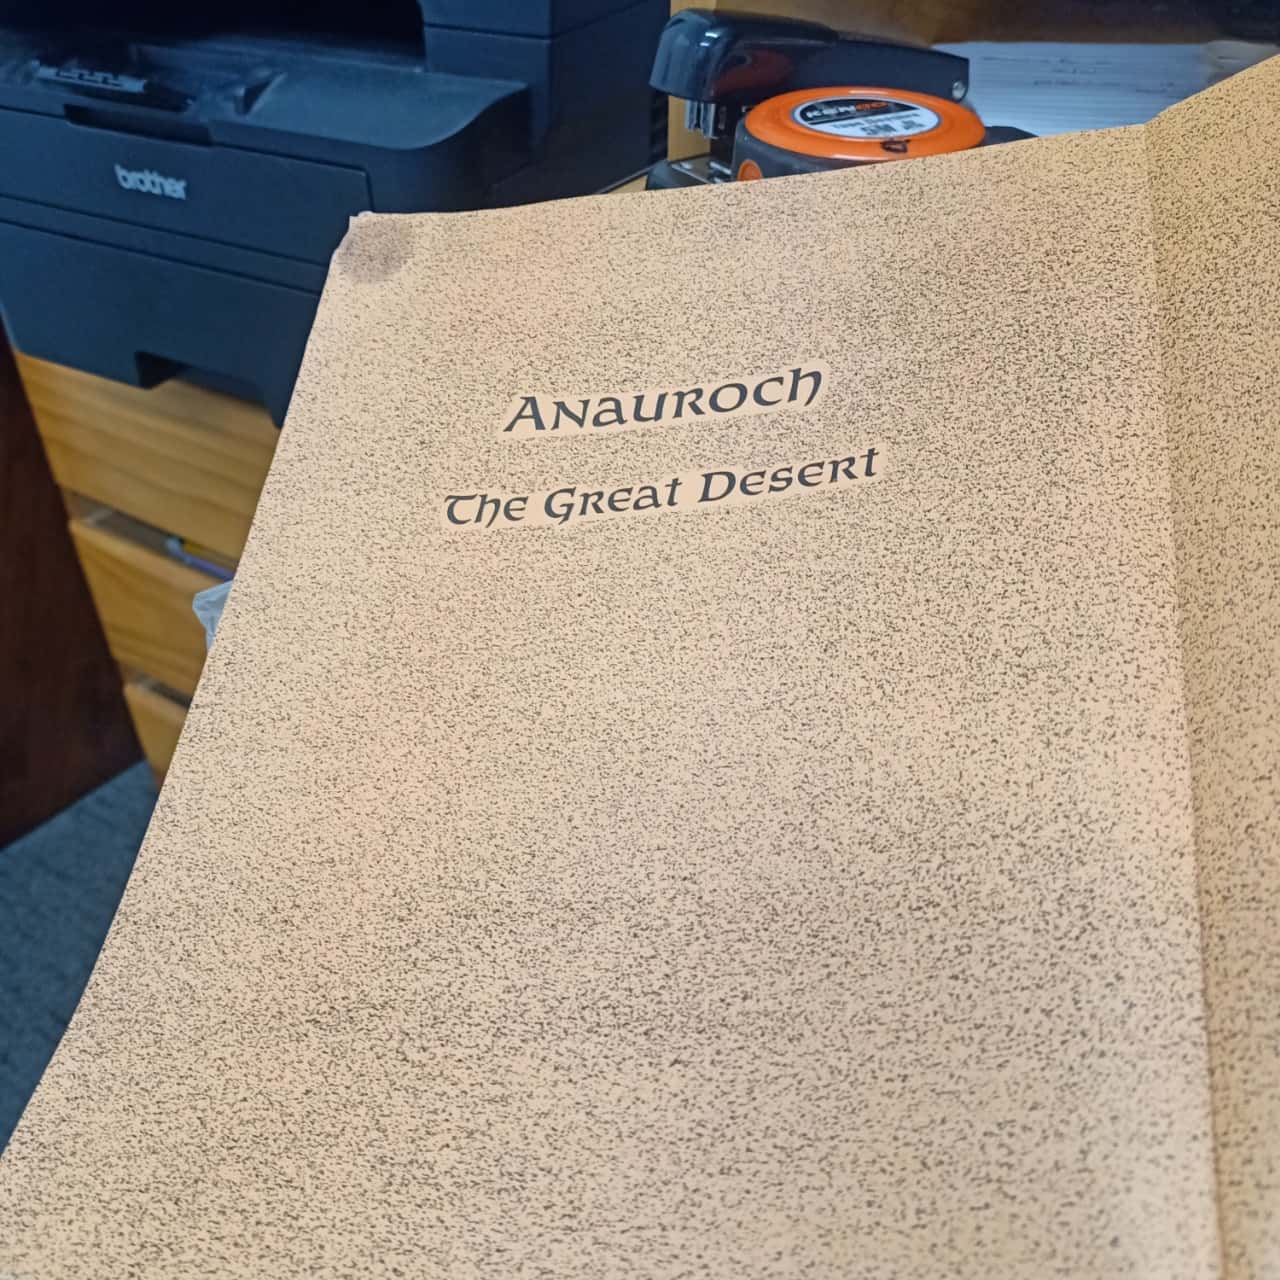 brother
Anauroch
The Great Desert